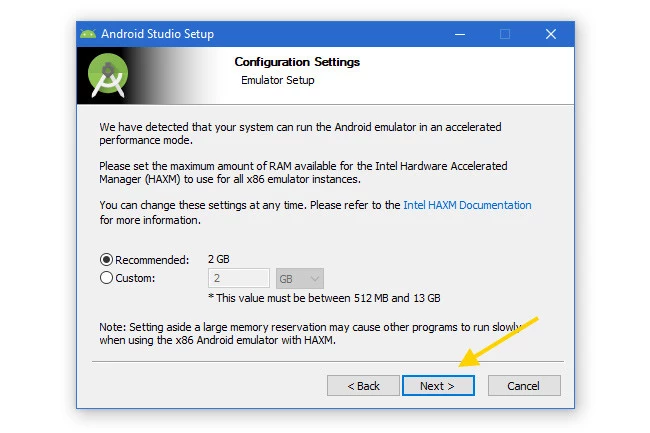 Android Studio Setup
Configuration Settings
Emulator Setup
We have detected that your system can run the Android emulator in an accelerated
performance mode.
Please set the maximum amount of RAM available for the Intel Hardware Accelerated
Manager (HAXM) to use for all x86 emulator instances.
You can change these settings at any time. Please refer to the Intel HAXM Documentation
for more information.
Recommended: 2 GB
Custom: 2 GB
* This value must be between 512 MB and 13 GB
Note: Setting aside a large memory reservation may cause other programs to run slowly
when using the x86 Android emulator with HAXM.
< Back Next > Cancel